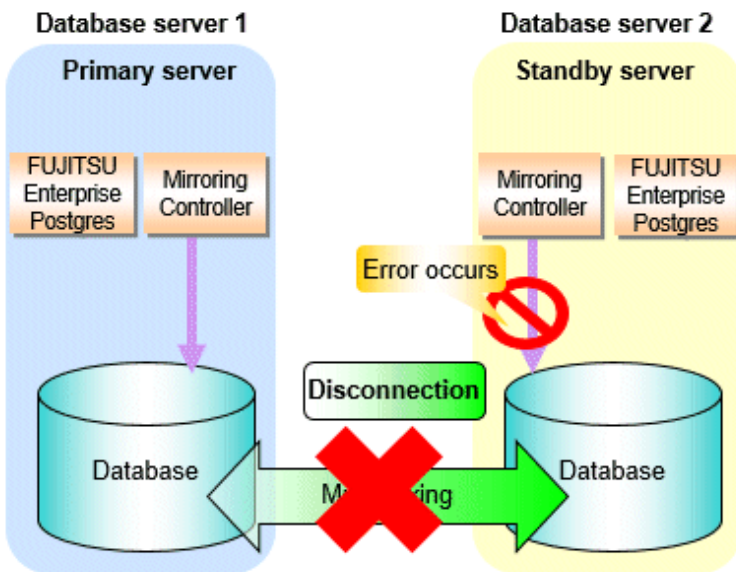 Database server 1
Database server 2
Primary server
Standby server
FUJITSU
Enterprise
Postgres
Mirroring
Controller
Mirroring
Controller
FUJITSU
Enterprise
Postgres
Error occurs
Disconnection
Database
Database